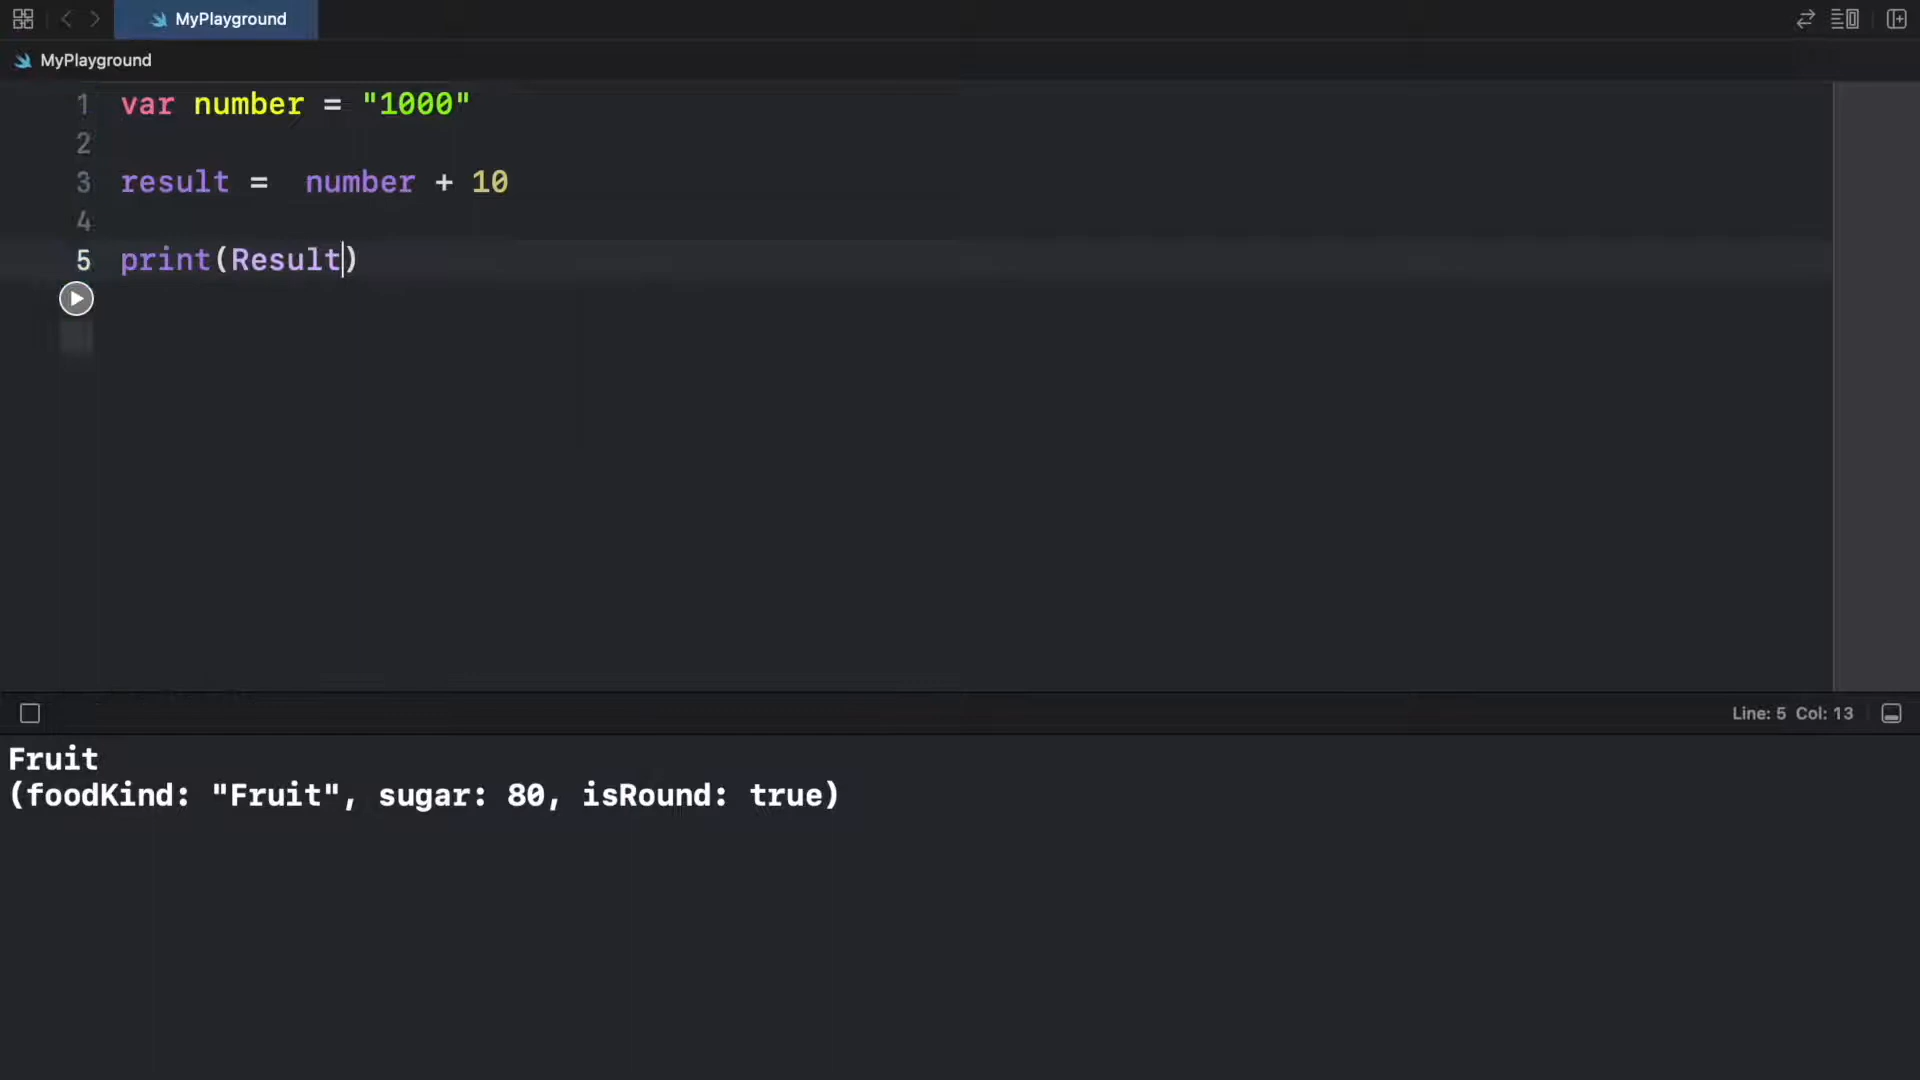 MyPlayground
MyPlayground
1 var number = "1000"
2
3 result =  number + 10
4
5 print(Result)
Line: 5 Col: 13
Fruit
(foodKind: "Fruit", sugar: 80, isRound: true)